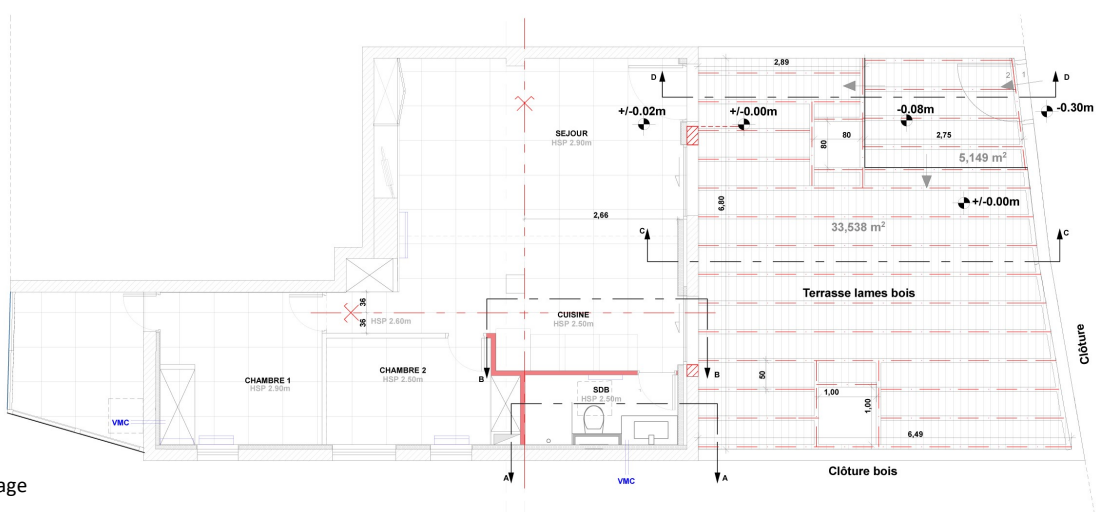 2,89
D
D
2
1
+/-0.02m
+/-0.00m
-0.08m
-0.30m
SEJOUR
HSP 2.90m
80
80
2,75
5,149 m²
6,80
+/-0.00m
2,66
33,538 m²
C
C
Terrasse lames bois
36
36
HSP 2.60m
CUISINE
HSP 2.50m
Clôture
CHAMBRE 1
HSP 2.90m
CHAMBRE 2
HSP 2.50m
B
B
SDB
HSP 2.50m
50
1,00
1,00
VMC
6,49
Clôture bois
A
A
VMC
age